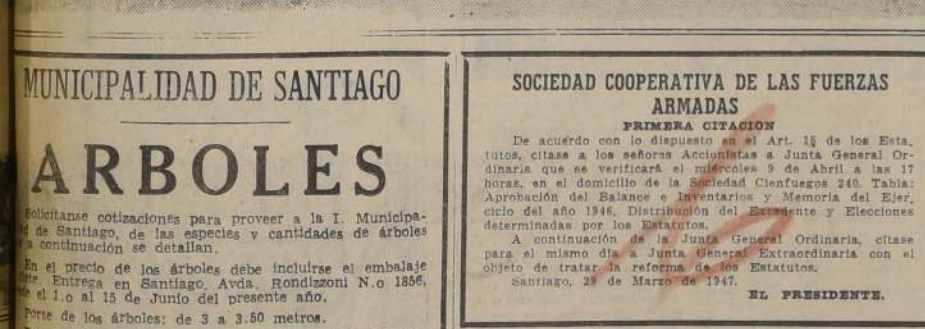 MUNICIPALIDAD DE SANTIAGO
ARBOLES
Solicítanse cotizaciones para proveer a la I. Municipa-
de Santiago, de las especies y cantidades de árboles
a continuación se detallan.
En el precio de los árboles debe incluirse el embalaje
Entrega en Santiago, Avda. Rondizzoni N.o 1856,
el 1.o al 15 de Junio del presente año.
Porte de los árboles: de 3 a 3.50 metros.
SOCIEDAD COOPERATIVA DE LAS FUERZAS
ARMADAS
PRIMERA CITACION
De acuerdo con lo dispuesto en el Art. 15 de los Esta.
tutos, cítase a los señores Accionistas a Junta General Or-
dinaria que se verificará el miércoles 9 de Abril a las 17
horas, en el domicilio de la Sociedad Cienfuegos 240. Tabla:
Aprobación del Balance e Inventarios y Memoria del Ejer.
cicio del año 1946, Distribución del Excedente y Elecciones
determinadas por los Estatutos.
A continuación de la Junta General Ordinaria, cítase
para el mismo día a Junta General Extraordinaria con el
objeto de tratar la reforma de los Estatutos.
Santiago, 29 de Marzo de 1947.
EL PRESIDENTE.